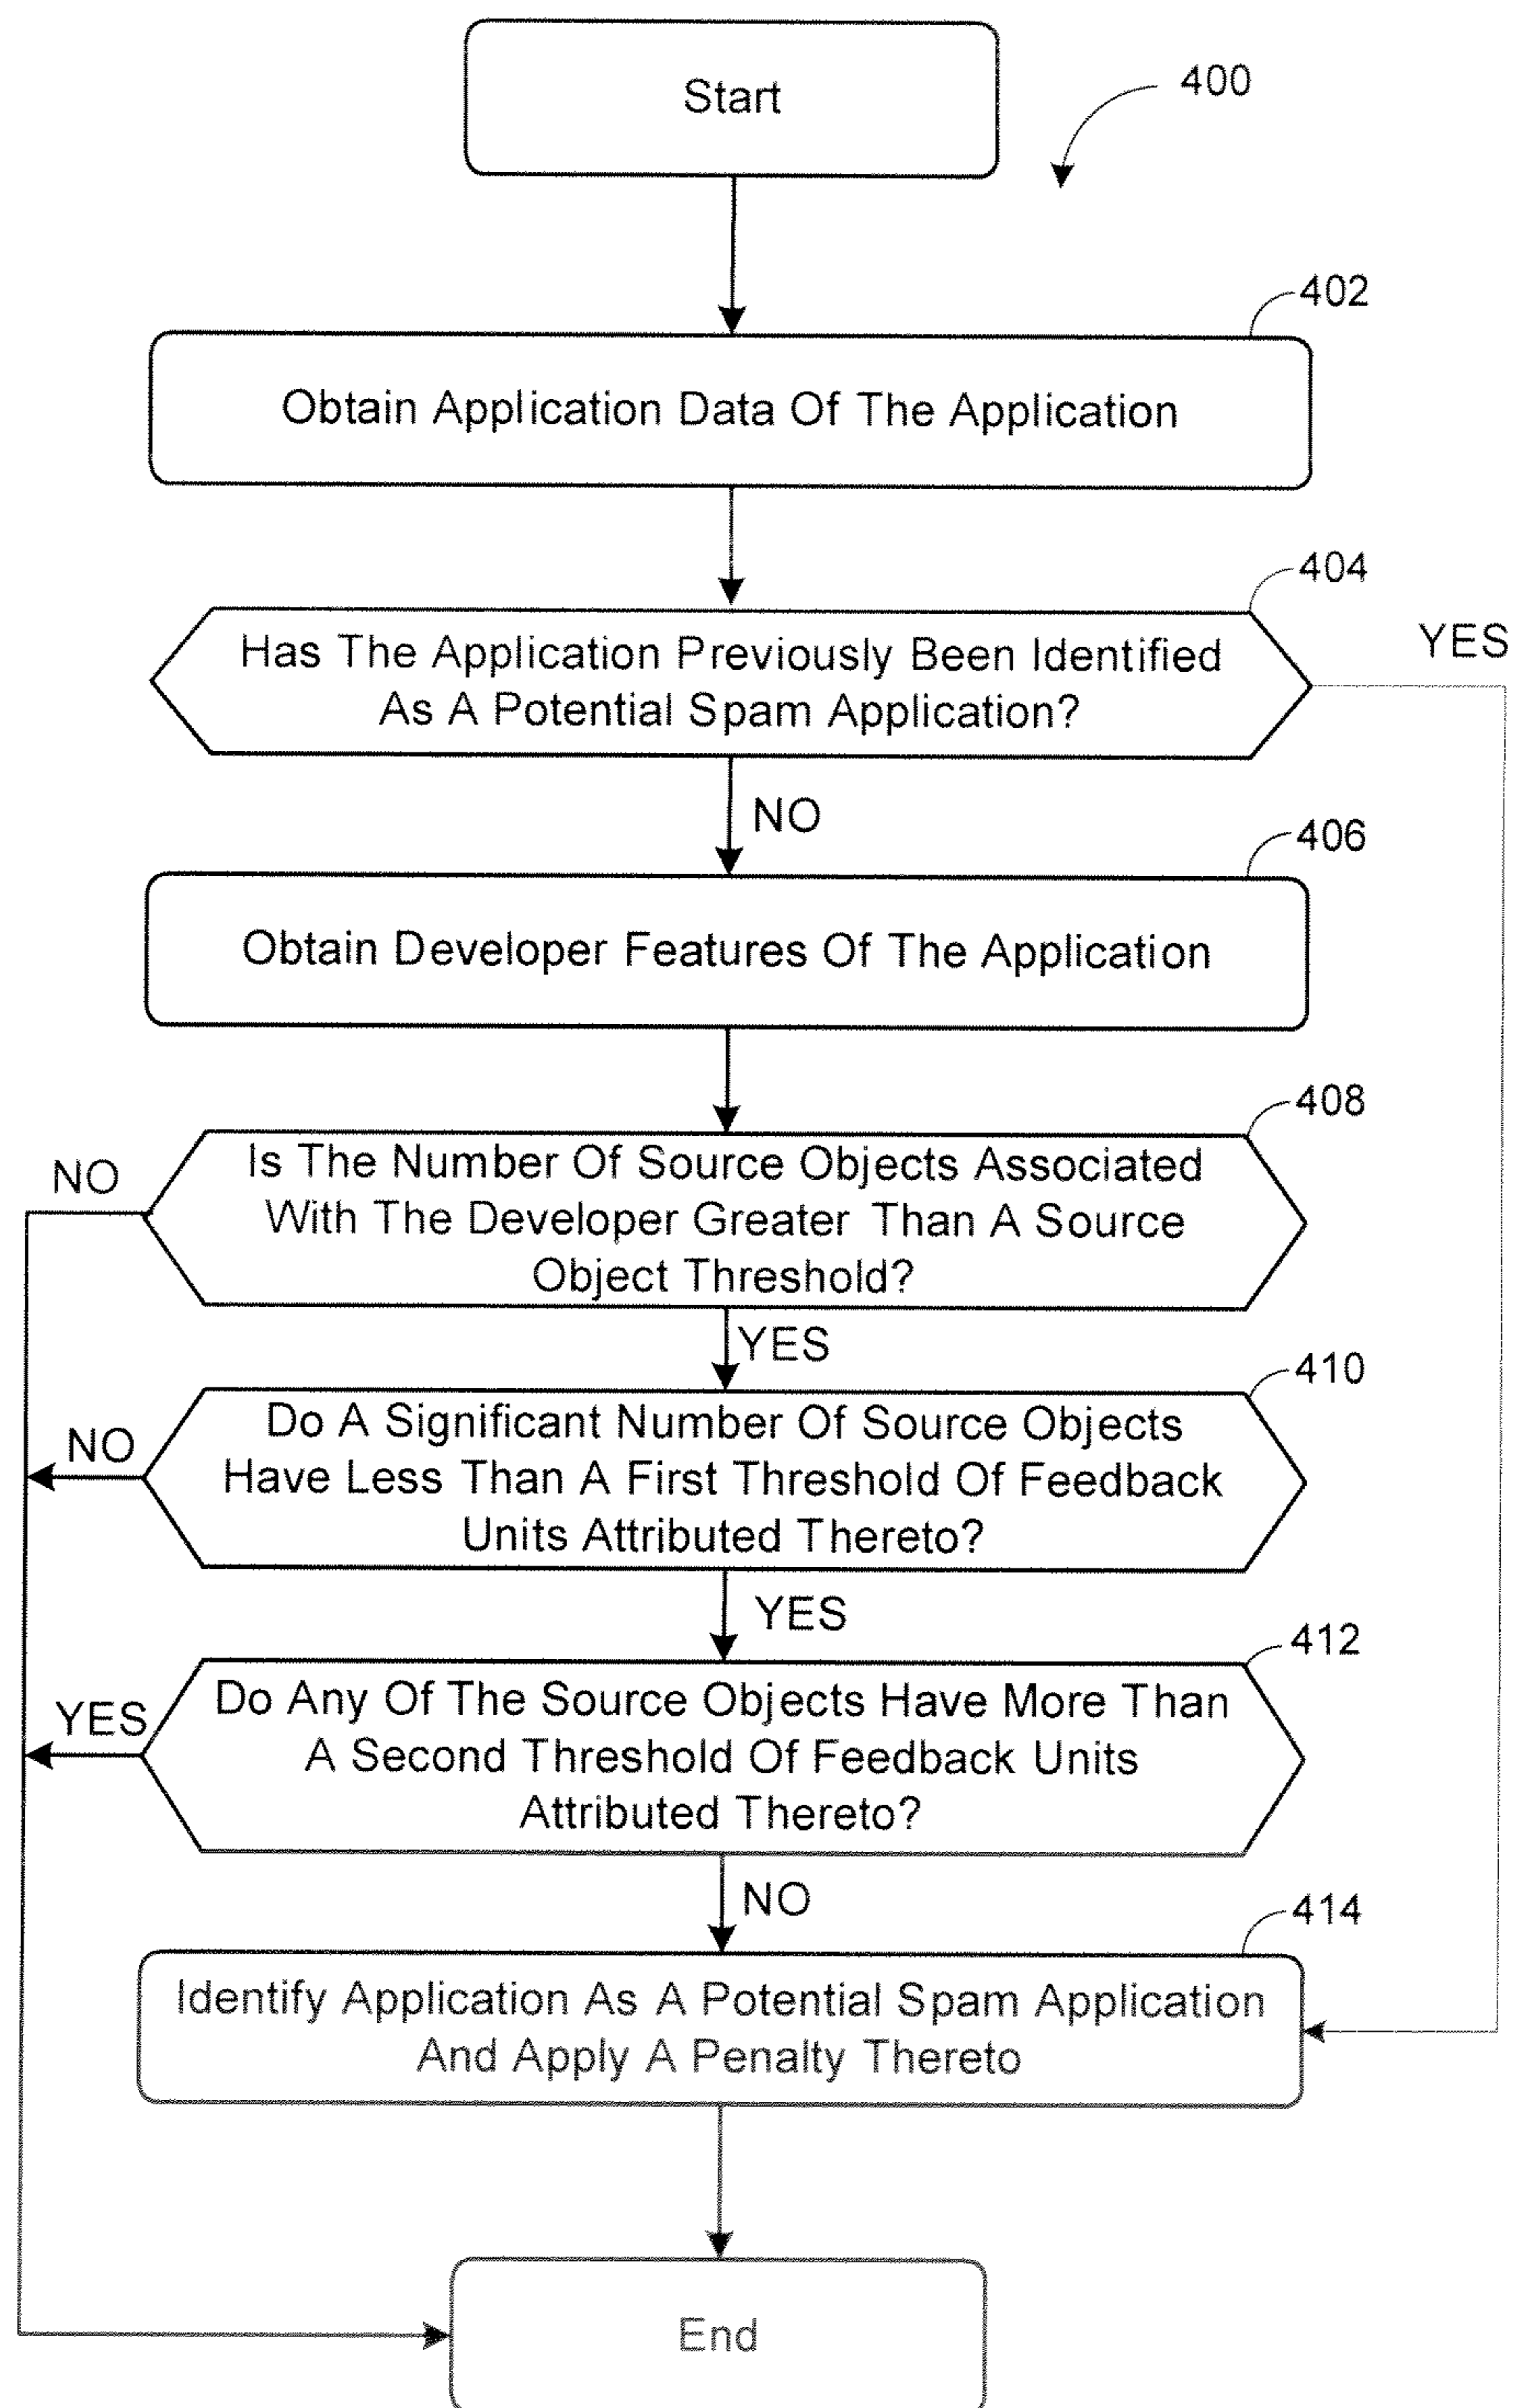 Start
400
402
Obtain Application Data Of The Application
404
Has The Application Previously Been Identified
As A Potential Spam Application?
YES
NO
406
Obtain Developer Features Of The Application
408
Is The Number Of Source Objects Associated
With The Developer Greater Than A Source
Object Threshold?
NO
YES
410
Do A Significant Number Of Source Objects
Have Less Than A First Threshold Of Feedback
Units Attributed Thereto?
NO
YES
412
Do Any Of The Source Objects Have More Than
A Second Threshold Of Feedback Units
Attributed Thereto?
YES
NO
414
Identify Application As A Potential Spam Application
And Apply A Penalty Thereto
End